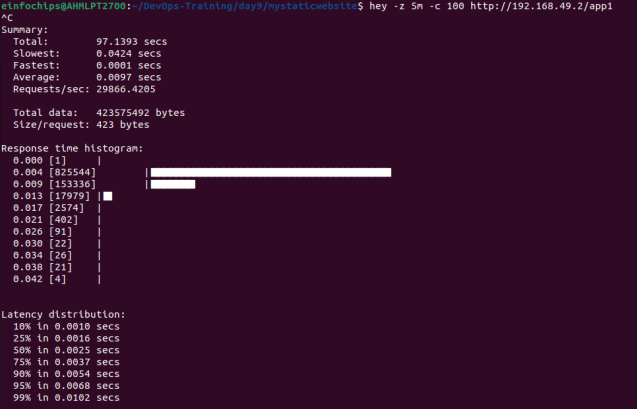 einfochips@AHMLPT2700:~/DevOps-Training/day9/mystaticwebsite$ hey -z 5m -c 100 http://192.168.49.2/app1
^C
Summary:
  Total:        97.1393 secs
  Slowest:      0.0424 secs
  Fastest:      0.0001 secs
  Average:      0.0097 secs
  Requests/sec: 29866.4205

  Total data:   423575492 bytes
  Size/request: 423 bytes

Response time histogram:
  0.000 [1]     |
  0.004 [825544]        |
  0.009 [153336]        |
  0.013 [17979] |
  0.017 [2574]  |
  0.021 [402]   |
  0.026 [91]    |
  0.030 [22]    |
  0.034 [26]    |
  0.038 [21]    |
  0.042 [4]     |


Latency distribution:
  10% in 0.0010 secs
  25% in 0.0016 secs
  50% in 0.0025 secs
  75% in 0.0037 secs
  90% in 0.0054 secs
  95% in 0.0068 secs
  99% in 0.0102 secs